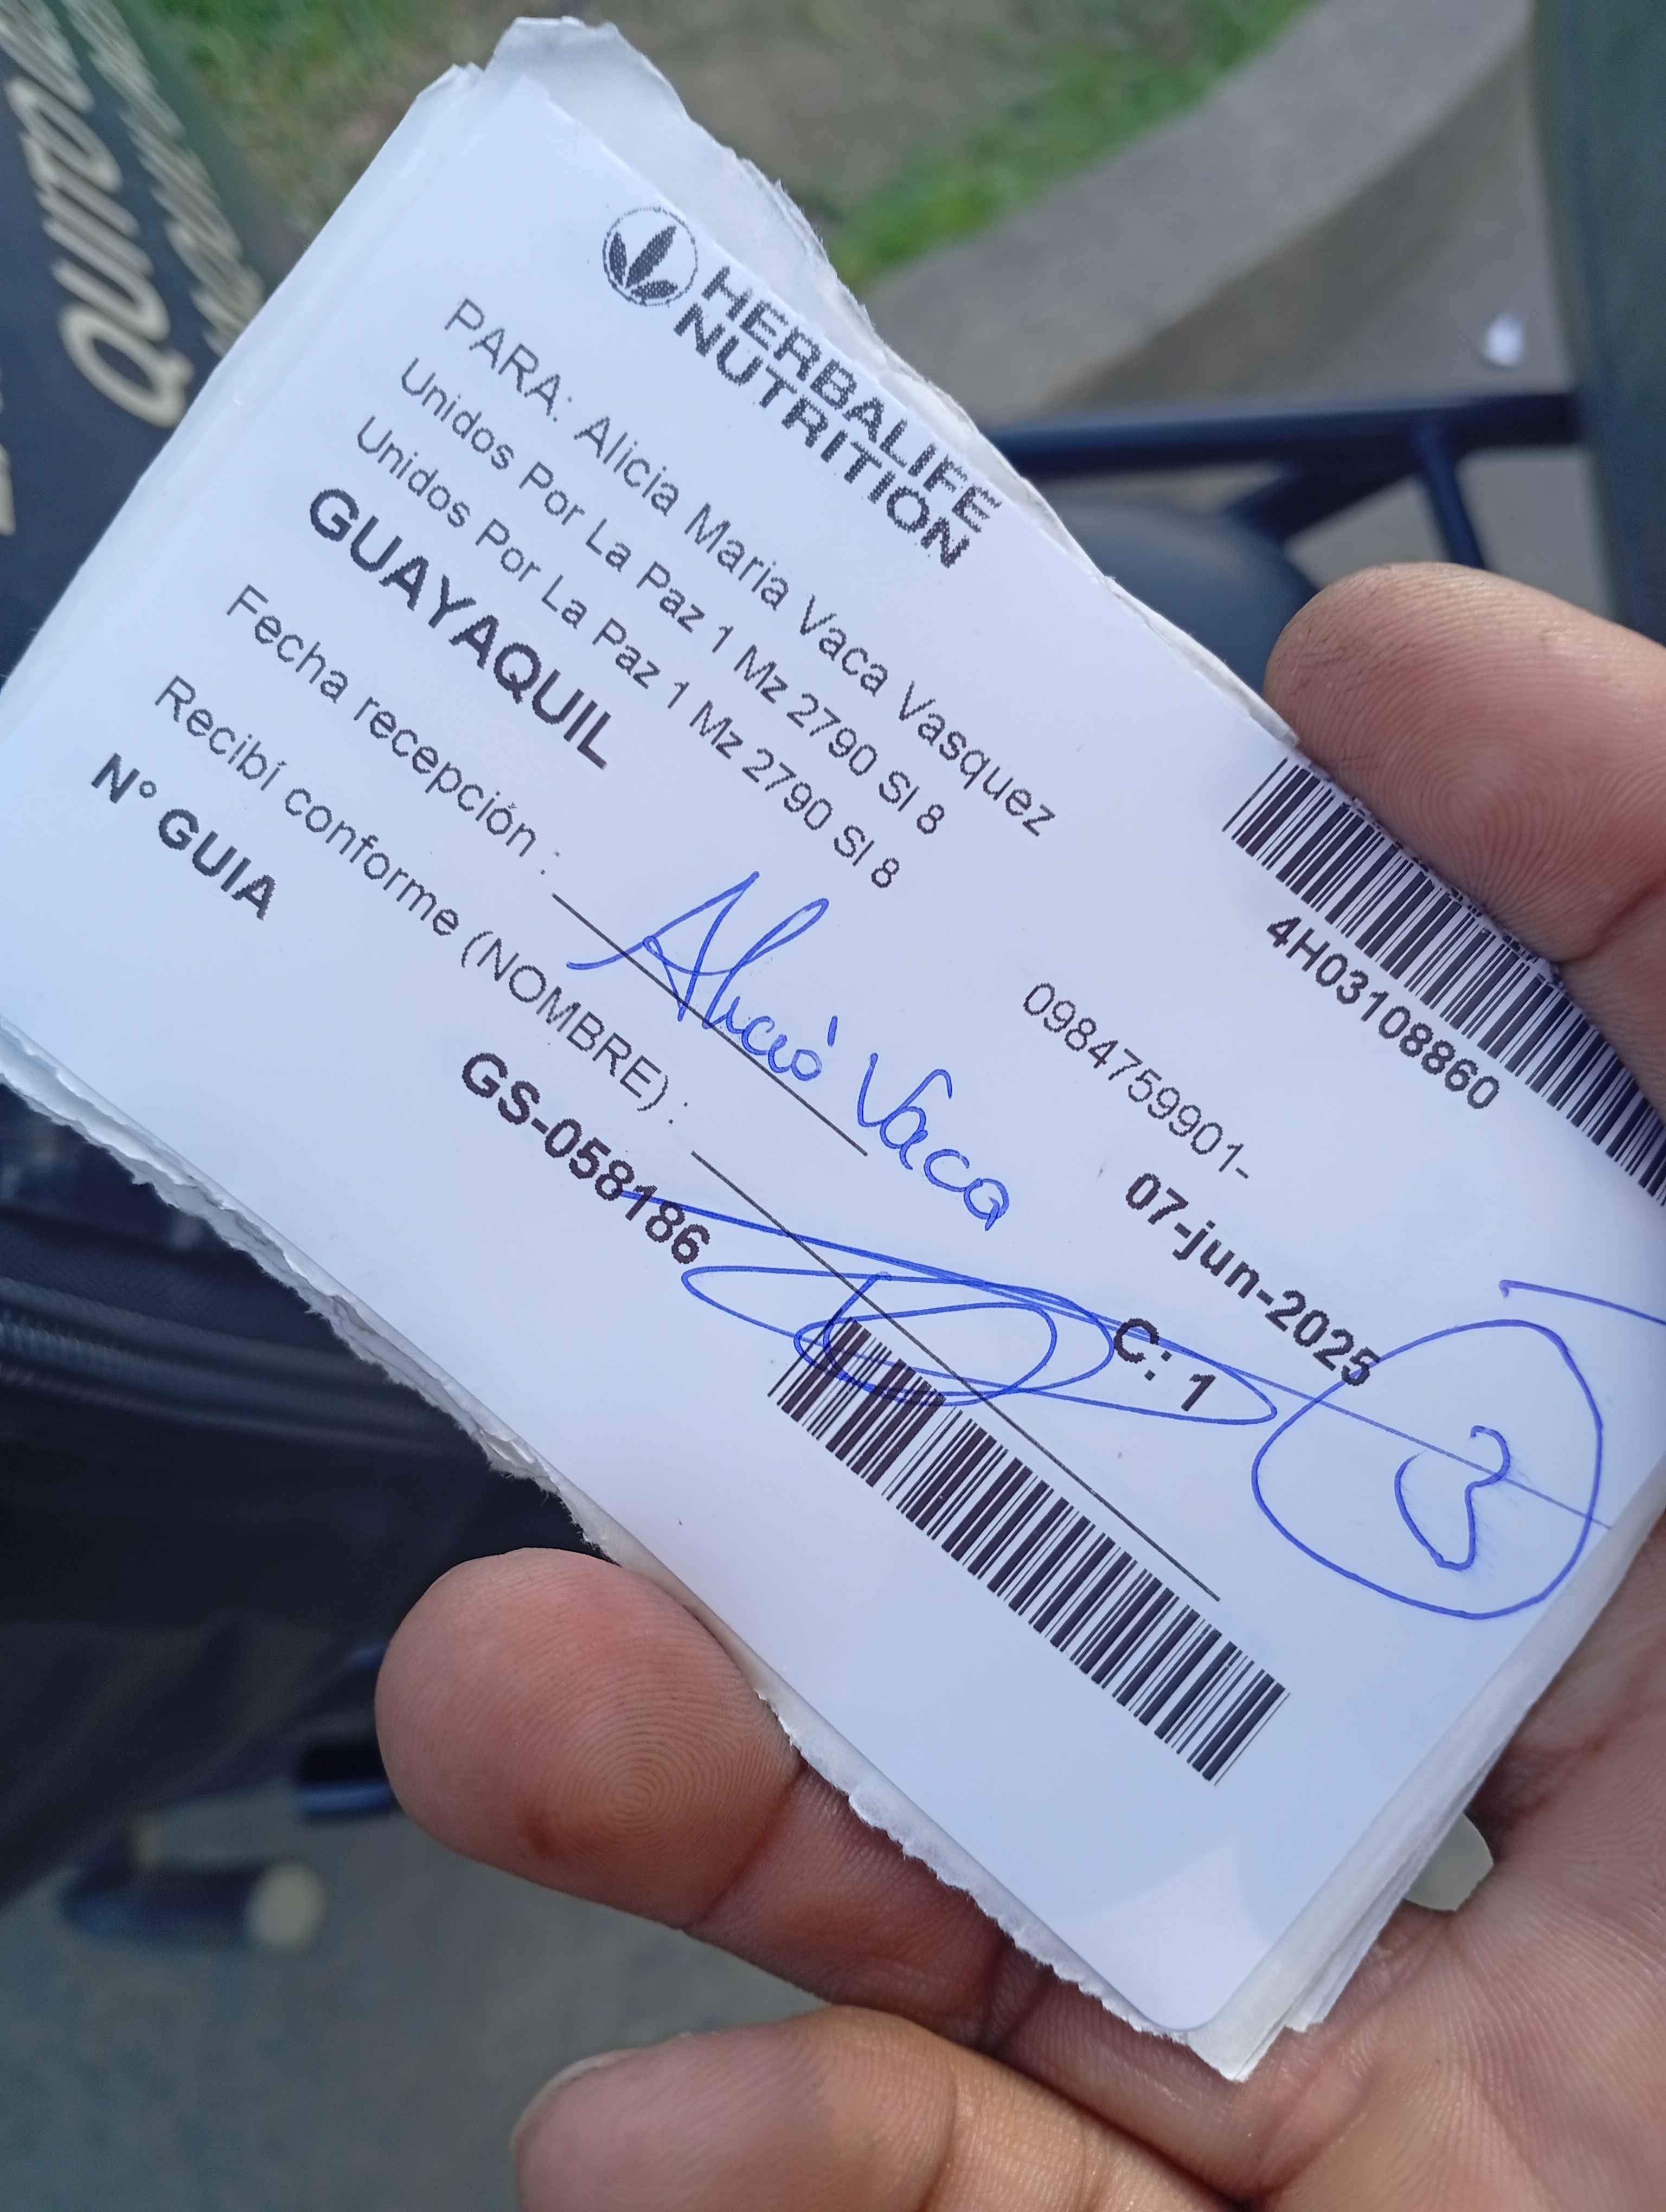 HERBALIFE
NUTRITION
4H03108860
PARA: Alicia Maria Vaca Vasquez
Unidos Por La Paz 1 Mz 2790 Sl 8
0984759901-
Unidos Por La Paz 1 Mz 2790 Sl 8
GUAYAQUIL
07-jun-2025
Fecha recepción :
Alicia Vaca
C: 1
Recibí conforme (NOMBRE) :
3
N° GUIA
GS-058186